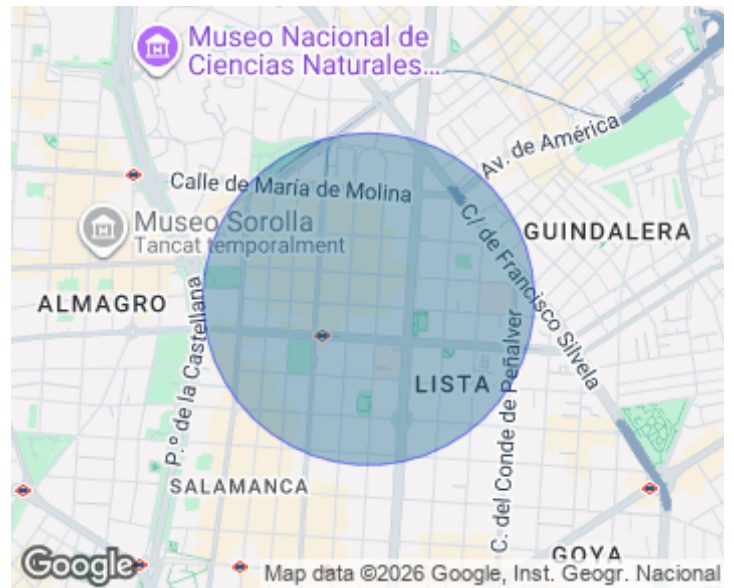 Museo Nacional de
Ciencias Naturales...
Av. de América
Calle de María de Molina
Museo Sorolla
Tancat temporalment
C/ de Francisco Silvela
GUINDALERA
ALMAGRO
P.º de la Castellana
C. del Conde de Peñalver
LISTA
SALAMANCA
GOYA
Google
Map data ©2026 Google, Inst. Geogr. Nacional